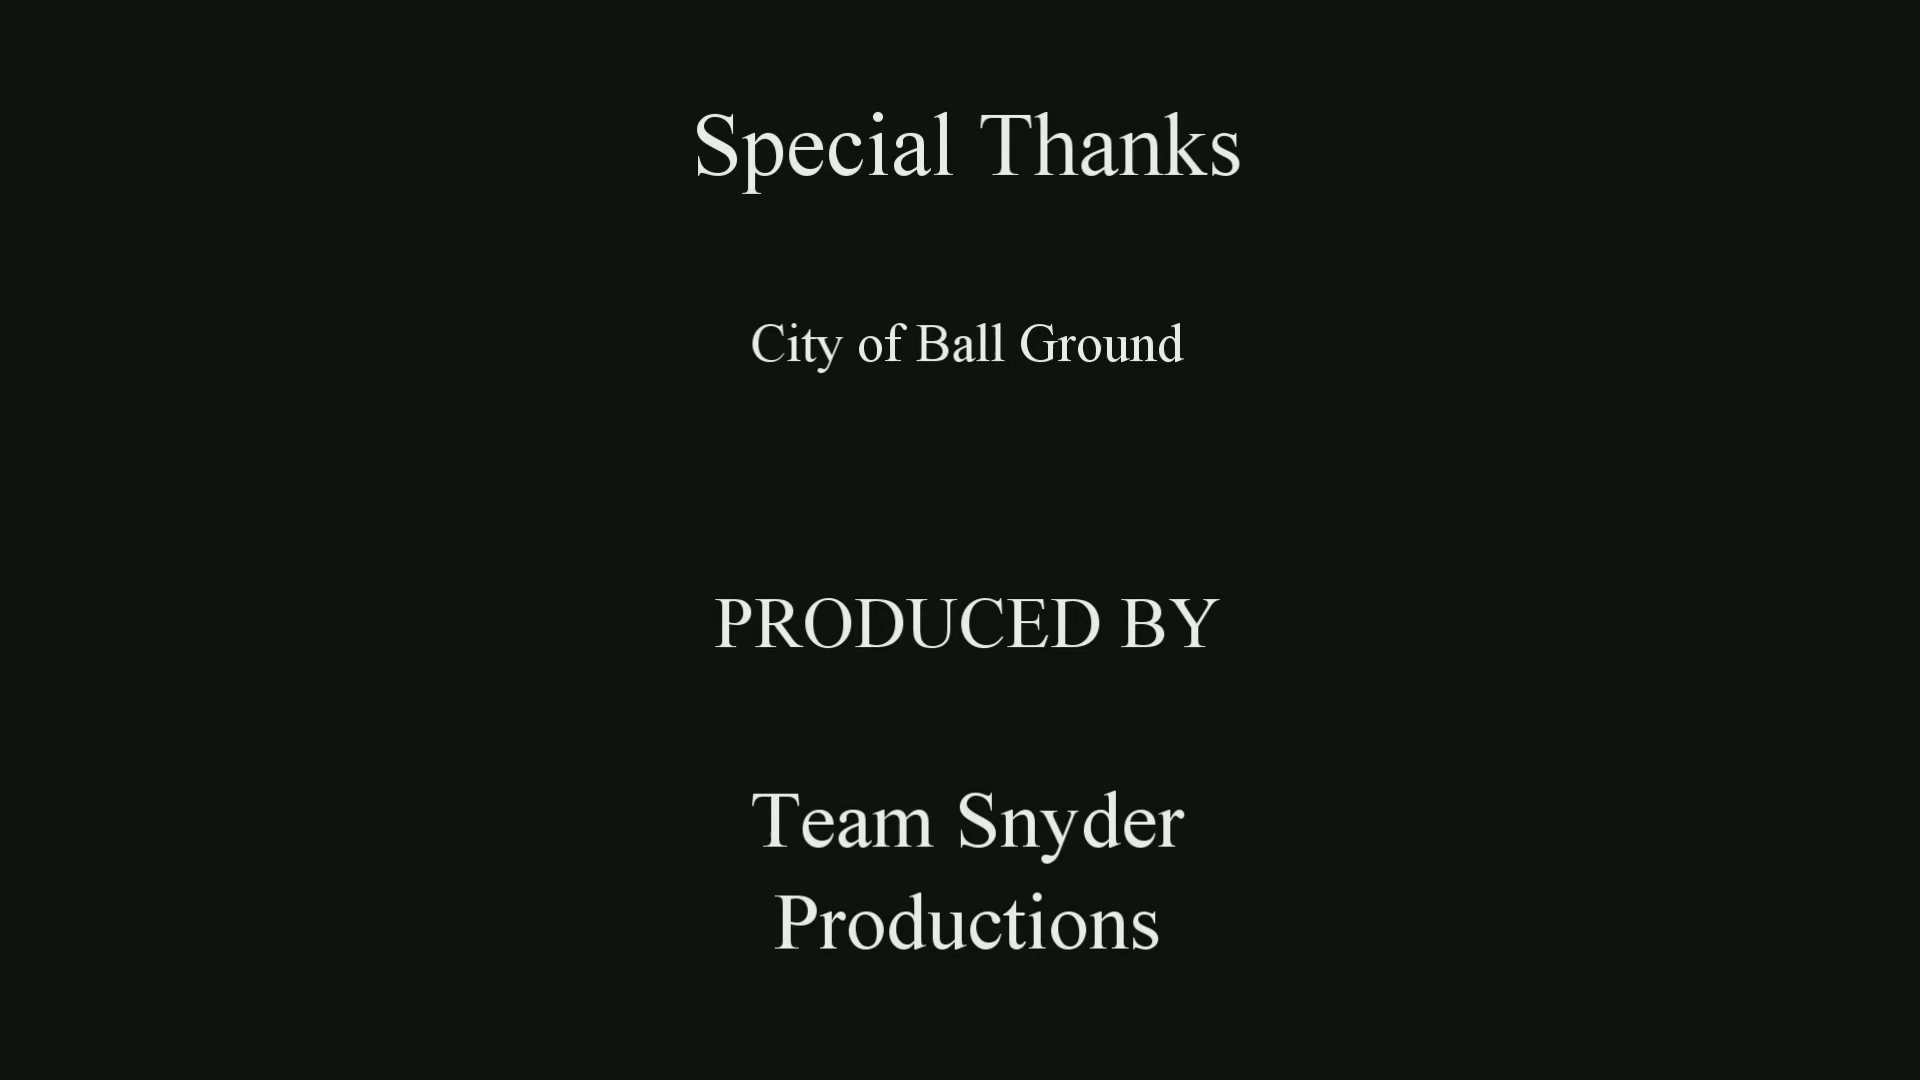 Special Thanks
City of Ball Ground
PRODUCED BY
Team Snyder
Productions